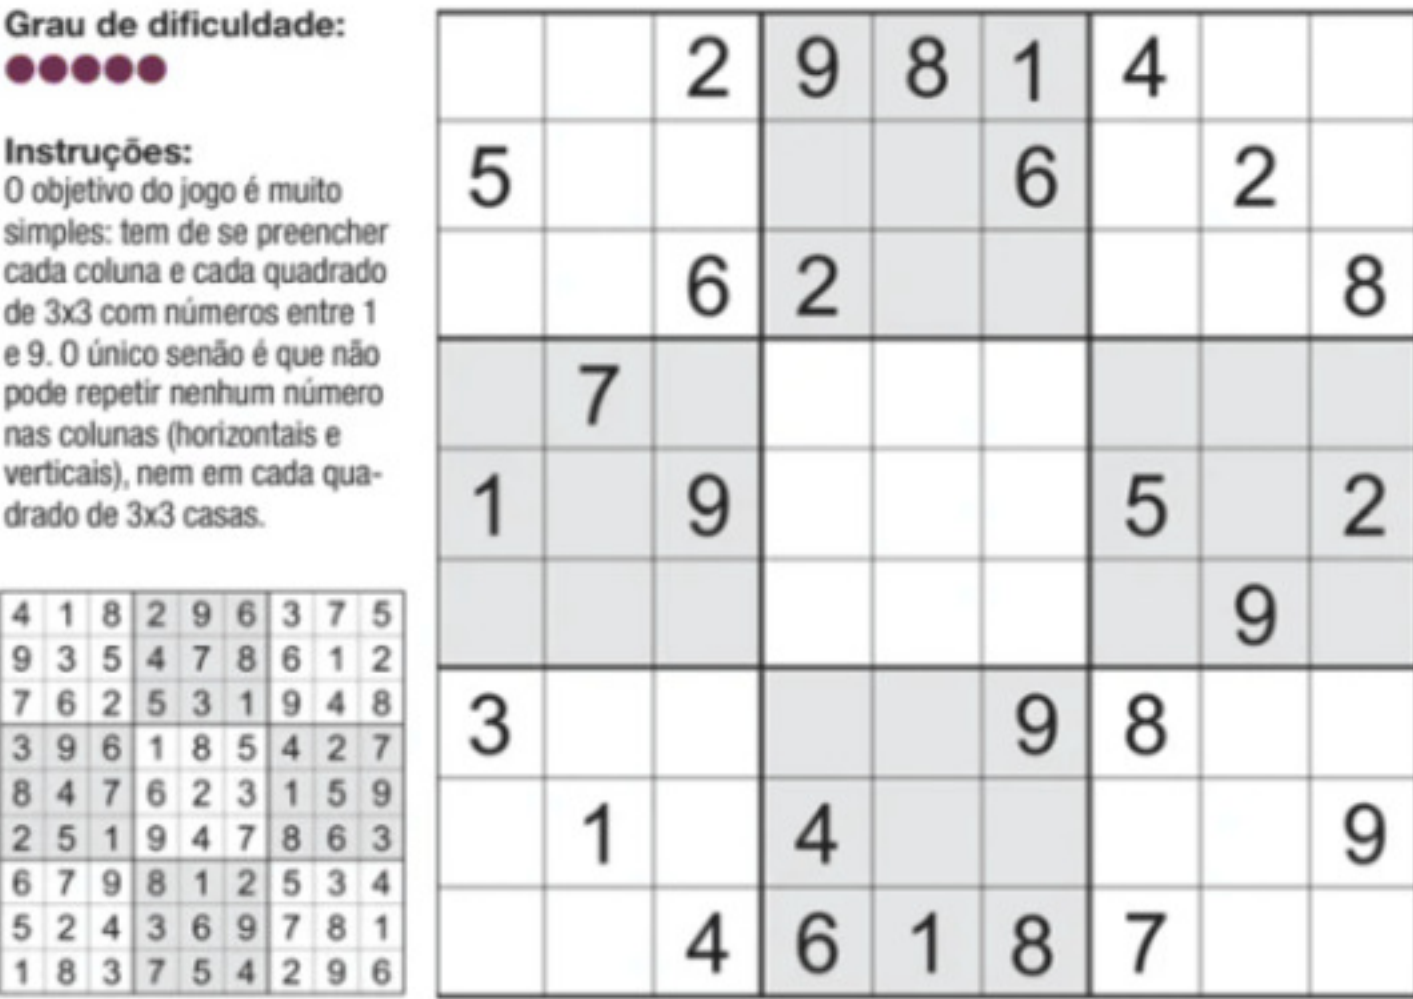 Grau de dificuldade:
Instruções:
O objetivo do jogo é muito
simples: tem de se preencher
cada coluna e cada quadrado
de 3x3 com números entre 1
e 9. O único senão é que não
pode repetir nenhum número
nas colunas (horizontais e
verticais), nem em cada qua-
drado de 3x3 casas.
4 1 8 2 9 6 3 7 5
9 3 5 4 7 8 6 1 2
7 6 2 5 3 1 9 4 8
3 9 6 1 8 5 4 2 7
8 4 7 6 2 3 1 5 9
2 5 1 9 4 7 8 6 3
6 7 9 8 1 2 5 3 4
5 2 4 3 6 9 7 8 1
1 8 3 7 5 4 2 9 6
2 9 8 1 4
5 6 2
6 2 8
7
1 9 5 2
9
3 9 8
1 4 9
4 6 1 8 7